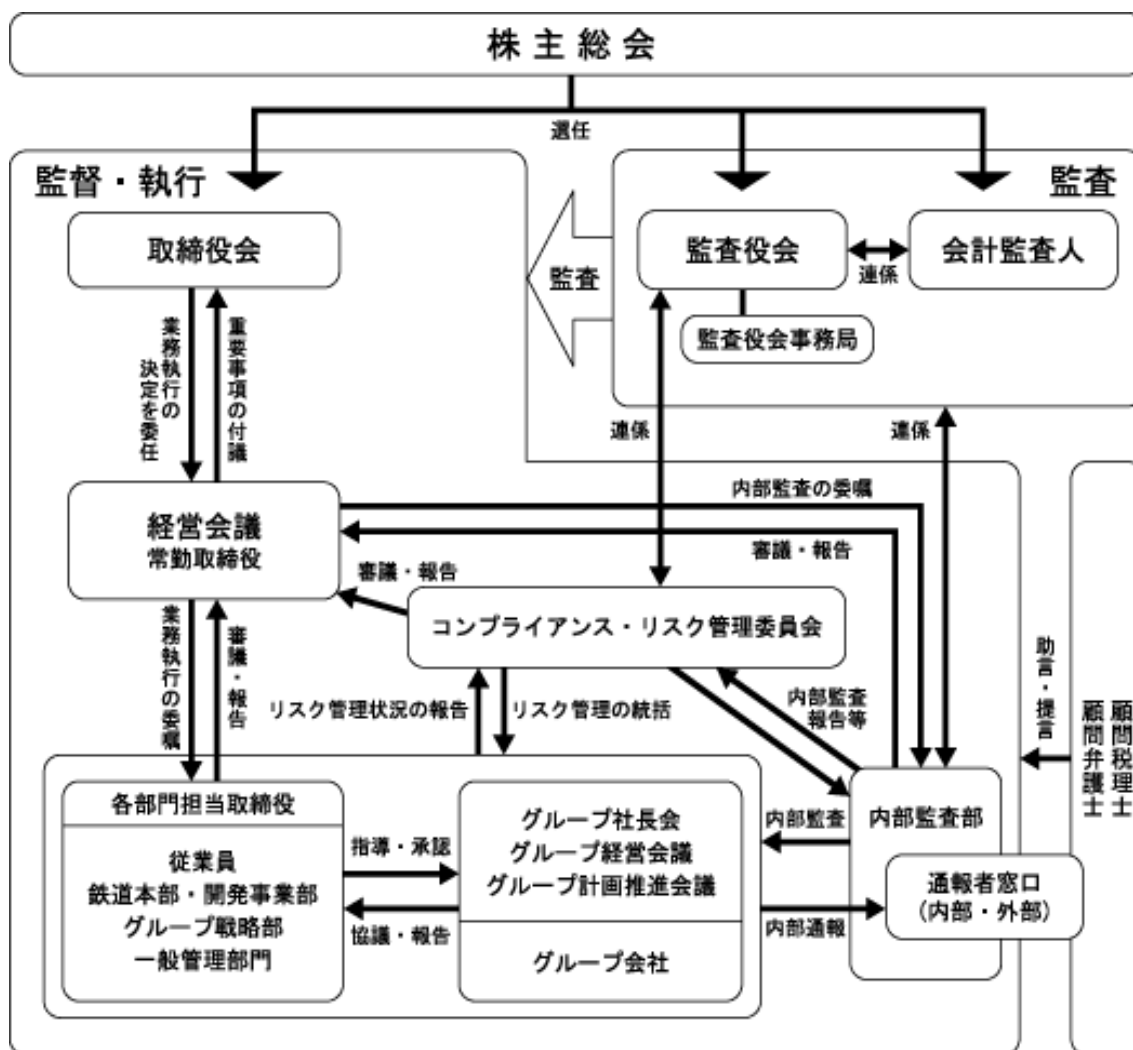 株主総会
選任
監督・執行
監査
取締役会
監査
監査役会
連係
会計監査人
監査役会事務局
業務執行の
決定を委任
重要事項の付議
連係
連係
経営会議
常勤取締役
内部監査の委嘱
審議・報告
審議・報告
コンプライアンス・リスク管理委員会
業務執行の委嘱
審議・報告
リスク管理状況の報告
リスク管理の統括
内部監査
報告等
助言・提言
顧問税理士
顧問弁護士
各部門担当取締役
従業員
鉄道本部・開発事業部
グループ戦略部
一般管理部門
指導・承認
協議・報告
グループ社長会
グループ経営会議
グループ計画推進会議
グループ会社
内部監査
内部通報
内部監査部
通報者窓口
(内部・外部)